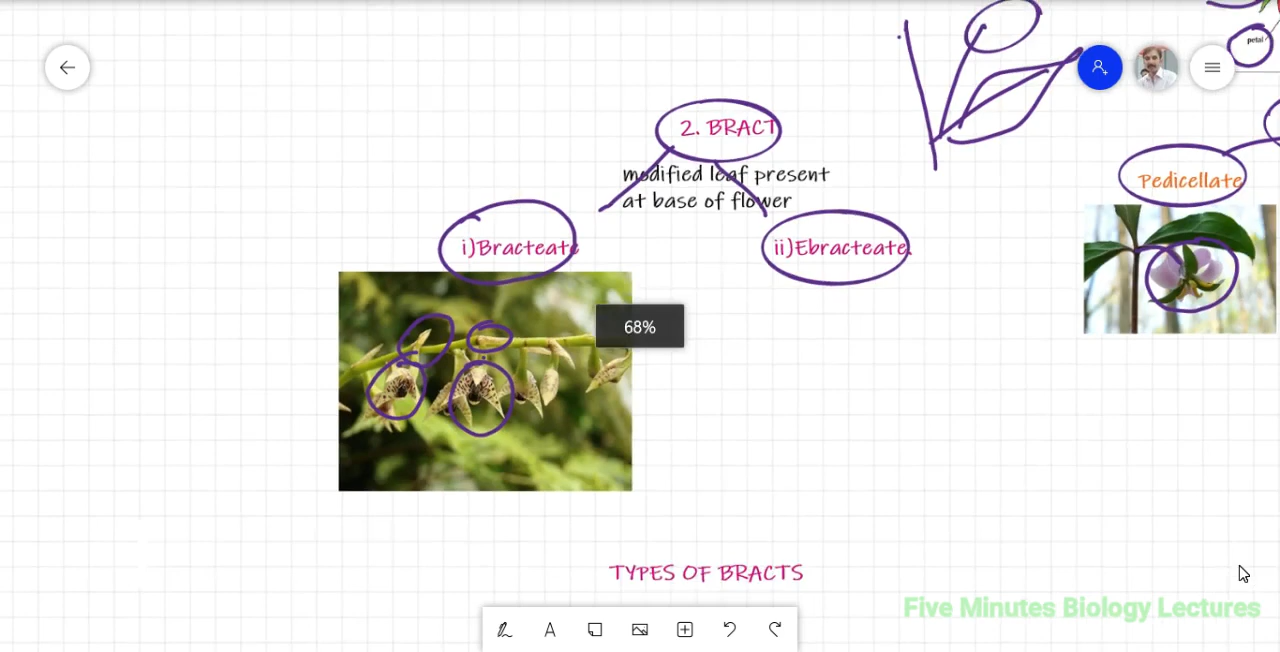 petal
2. BRACT
modified leaf present
at base of flower
Pedicellate
i)Bracteate
ii)Ebracteate.
68%
TYPES OF BRACTS
Five Minutes Biology Lectures